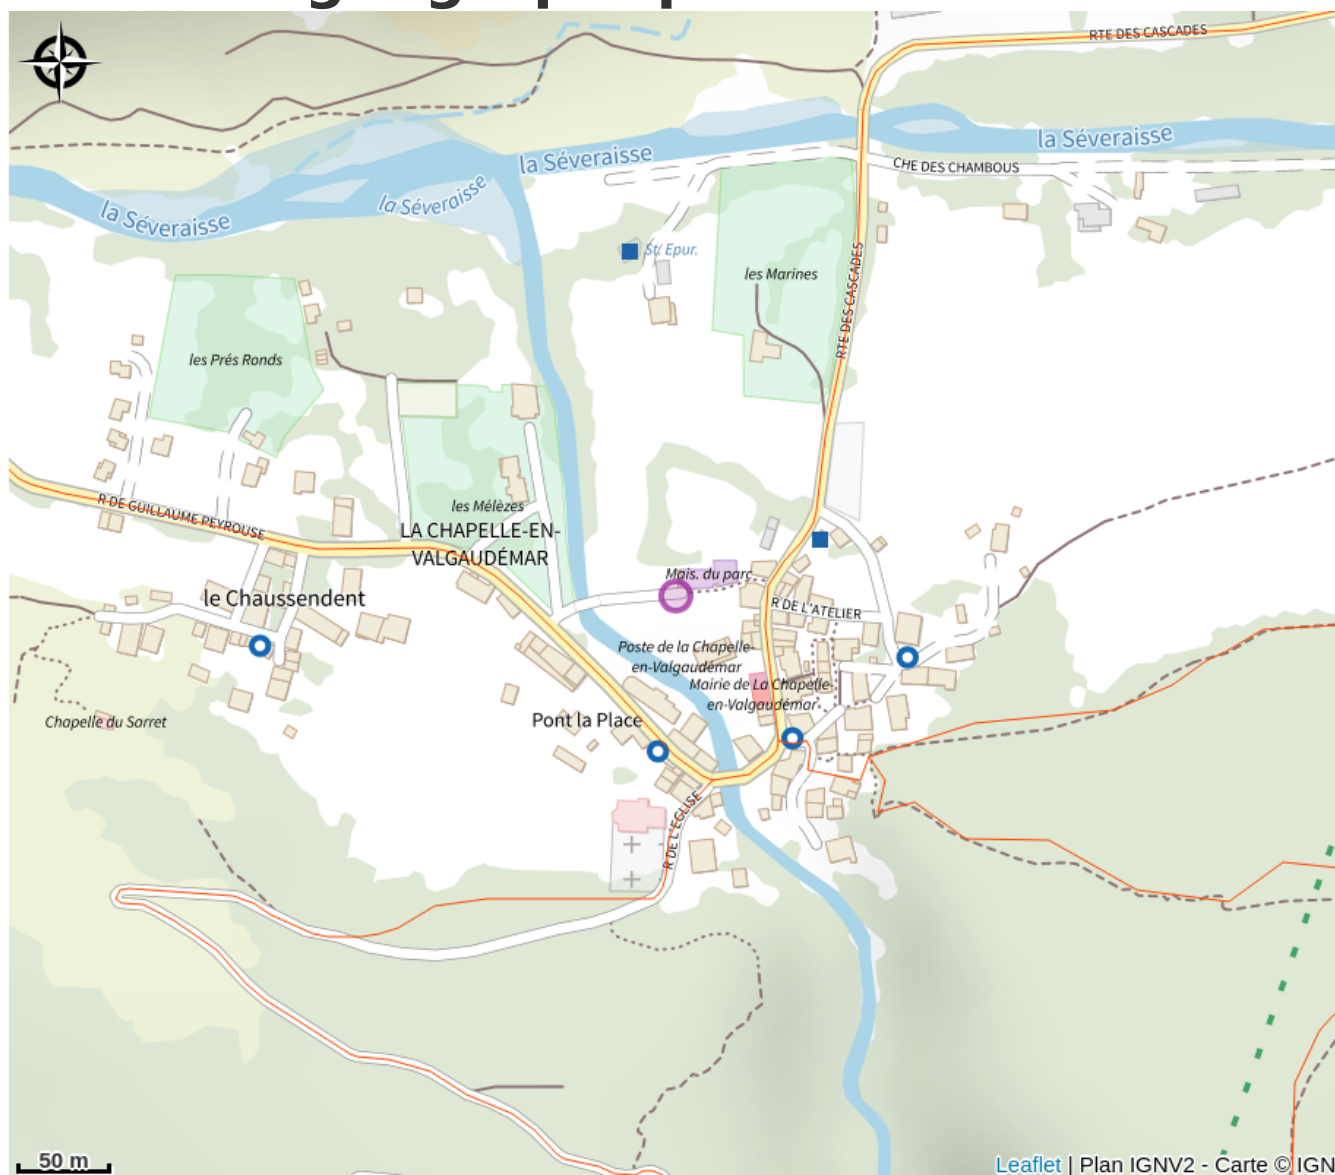 RTE DES CASCADES
la Séveraisse
la Séveraisse
CHE DES CHAMBOUS
la Séveraisse
la Séveraisse
St. Epur.
les Marines
RTE DES CASCADES
les Prés Ronds
R DE GUILLAUME PEYROUSE
les Mélèzes
LA CHAPELLE-EN-
VALGAUDÉMAR
Mais. du parc
le Chaussendent
R DE L'ATELIER
Poste de la Chapelle-
en-Valgaudémar
Mairie de La Chapelle-
en-Valgaudémar
Chapelle du Sarret
Pont la Place
R DE L'EGLISE
50 m
Leaflet | Plan IGNV2 - Carte © IGN